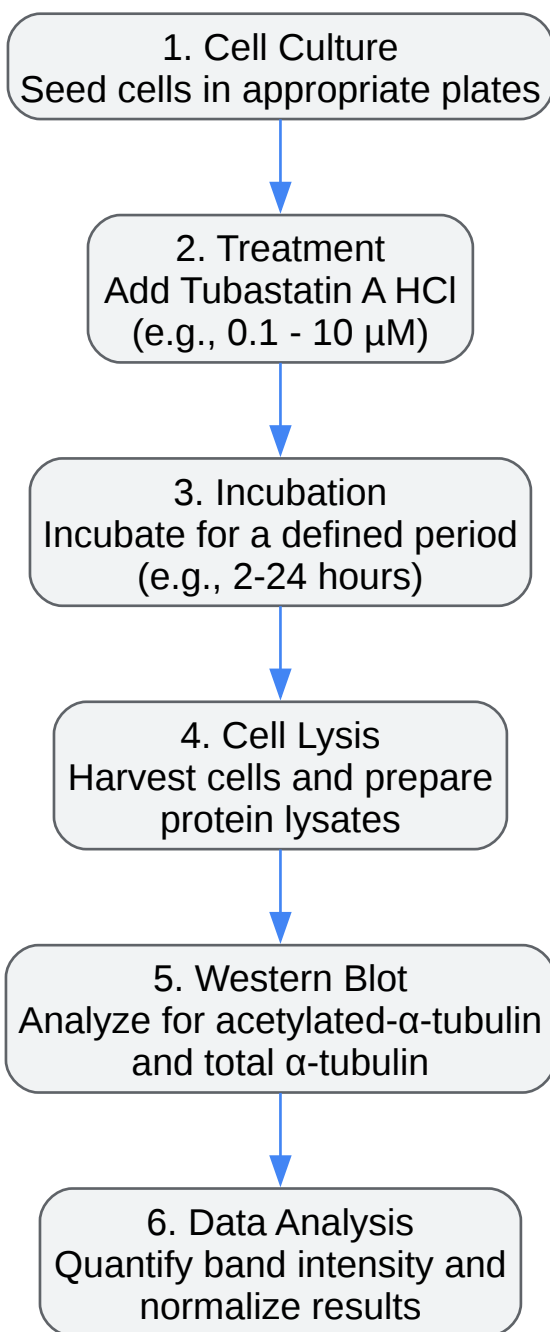 1. Cell Culture
Seed cells in appropriate plates
2. Treatment
Add Tubastatin A HCl
(e.g., 0.1 - 10 µM)
3. Incubation
Incubate for a defined period
(e.g., 2-24 hours)
4. Cell Lysis
Harvest cells and prepare
protein lysates
5. Western Blot
Analyze for acetylated-α-tubulin
and total α-tubulin
6. Data Analysis
Quantify band intensity and
normalize results